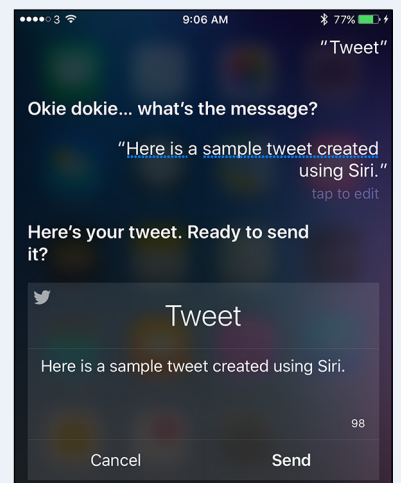 3 9:06 AM 77%
“Tweet”
Okie dokie... what’s the message?
“Here is a sample tweet created
using Siri.”
tap to edit
Here’s your tweet. Ready to send
it?
Tweet
Here is a sample tweet created using Siri.
98
Cancel Send